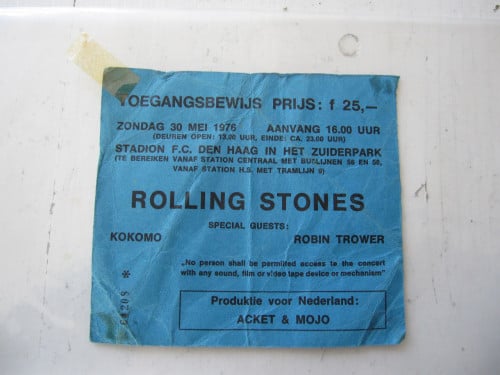 TOEGANGSBEWIJS PRIJS: f 25,—
ZONDAG 30 MEI 1976 AANVANG 16.00 UUR
(DEUREN OPEN: 13.00 UUR, EINDE: CA. 23.00 UUR)
STADION F.C. DEN HAAG IN HET ZUIDERPARK
(TE BEREIKEN VANAF STATION CENTRAAL MET BUSLIJNEN 56 EN 58,
VANAF STATION H.S. MET TRAMLIJN 9)
ROLLING STONES
SPECIAL GUESTS:
KOKOMO ROBIN TROWER
„No person shall be permitted access to the concert
with any sound, film or video tape device or mechanism"
Produktie voor Nederland:
ACKET & MOJO